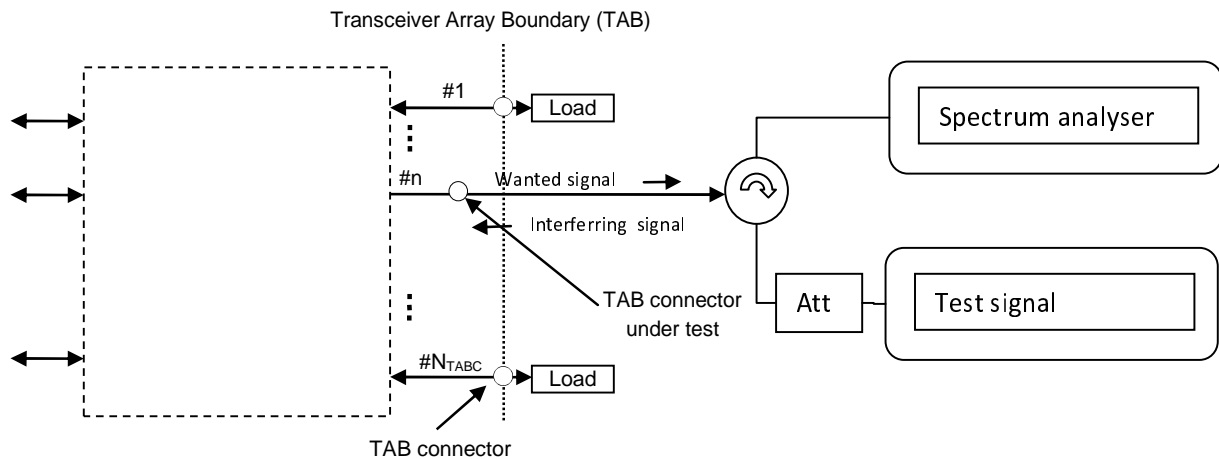 Transceiver Array Boundary (TAB)
#1
Load
Spectrum analyser
#n
Wanted signal
Interferring signal
TAB connector
under test
Att
Test signal
#NTABC
Load
TAB connector